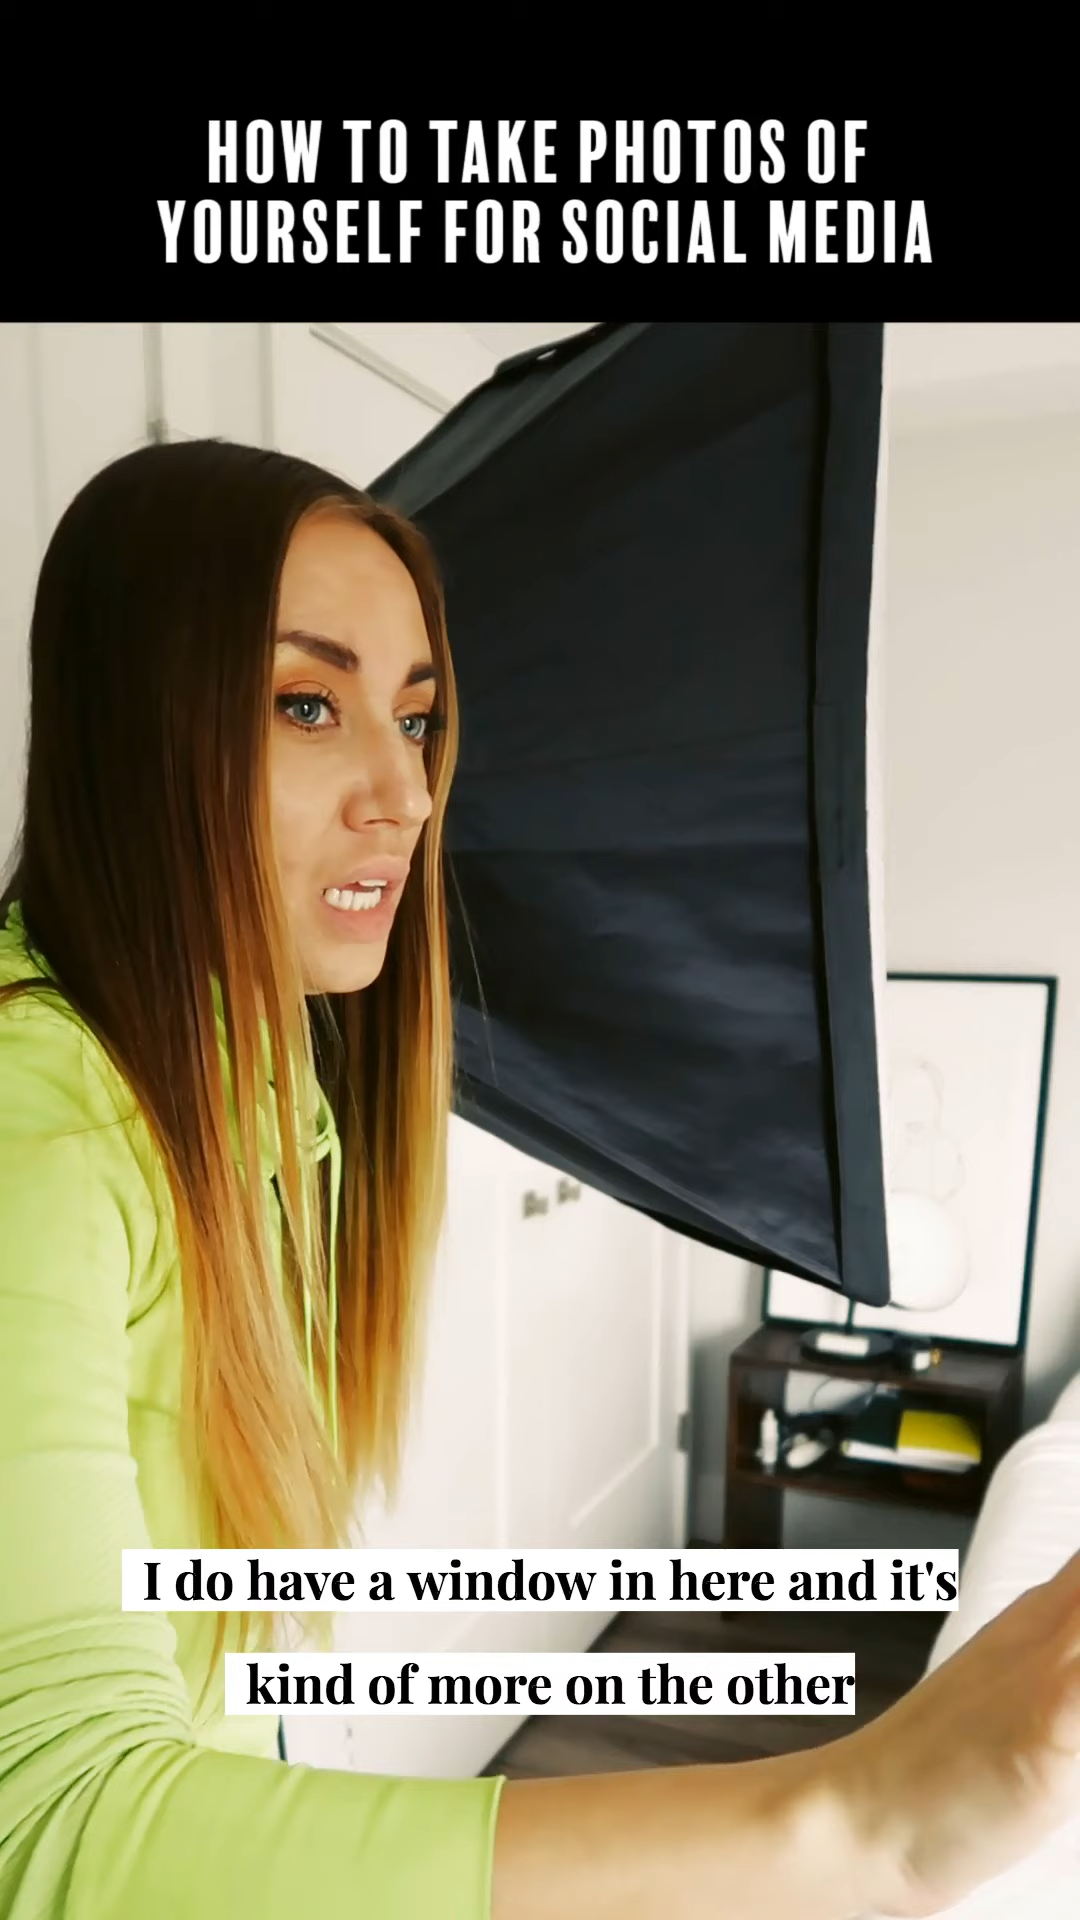 HOW TO TAKE PHOTOS OF
YOURSELF FOR SOCIAL MEDIA
I do have a window in here and it's
kind of more on the other